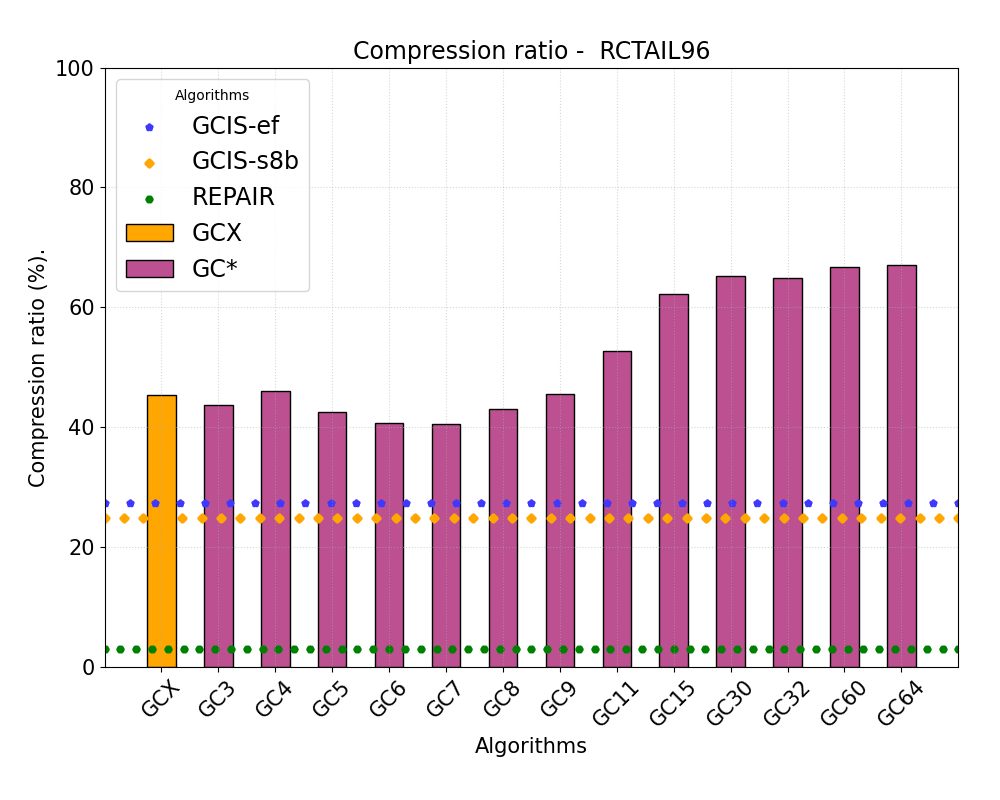 Compression ratio -  RCTAIL96
Compression ratio (%).
100
80
60
40
20
0
Algorithms
GCIS-ef
GCIS-s8b
REPAIR
GCX
GC*
GCX
GC3
GC4
GC5
GC6
GC7
GC8
GC9
GC11
GC15
GC30
GC32
GC60
GC64
Algorithms